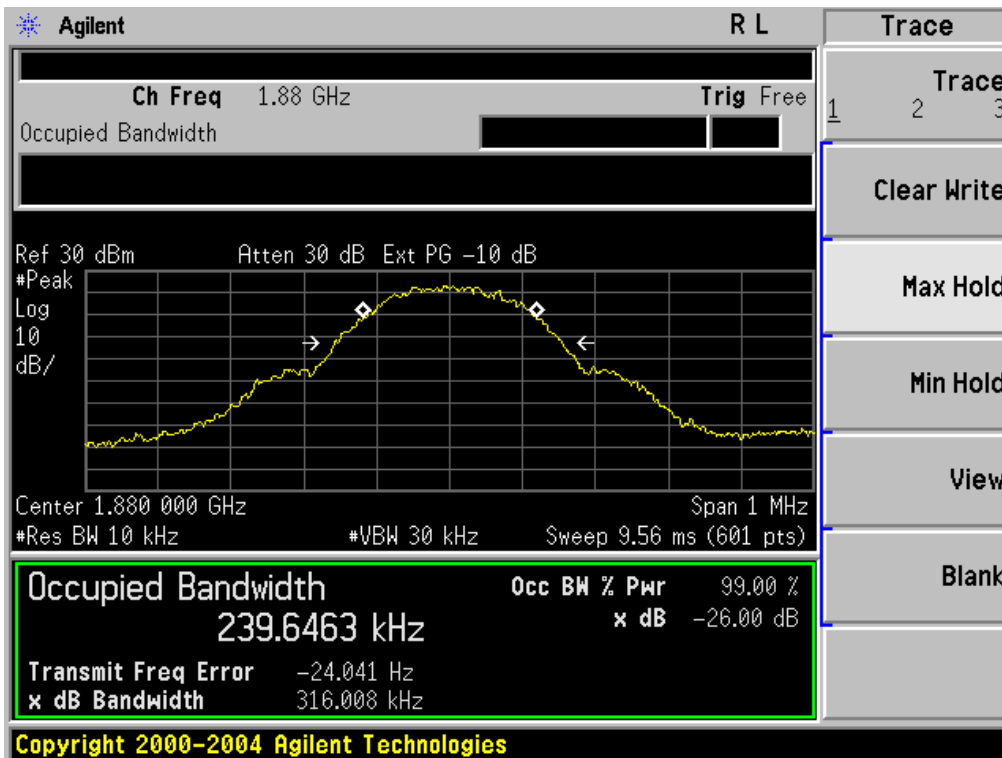 Agilent R L
Trace
Ch Freq 1.88 GHz Trig Free
Occupied Bandwidth
Trace
1 2 3
Clear Write
Max Hold
Min Hold
View
Blank
Ref 30 dBm Atten 30 dB Ext PG -10 dB
#Peak
Log
10
dB/
Center 1.880 000 GHz Span 1 MHz
#Res BW 10 kHz #VBW 30 kHz Sweep 9.56 ms (601 pts)
Occupied Bandwidth
239.6463 kHz
Occ BW % Pwr 99.00 %
x dB -26.00 dB
Transmit Freq Error -24.041 Hz
x dB Bandwidth 316.008 kHz
Copyright 2000-2004 Agilent Technologies